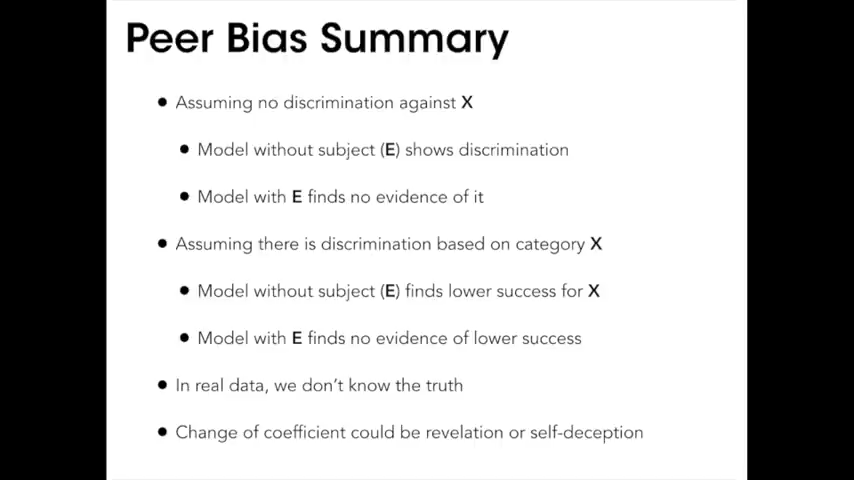 Peer Bias Summary
• Assuming no discrimination against X
• Model without subject (E) shows discrimination
• Model with E finds no evidence of it
• Assuming there is discrimination based on category X
• Model without subject (E) finds lower success for X
• Model with E finds no evidence of lower success
• In real data, we don’t know the truth
• Change of coefficient could be revelation or self-deception